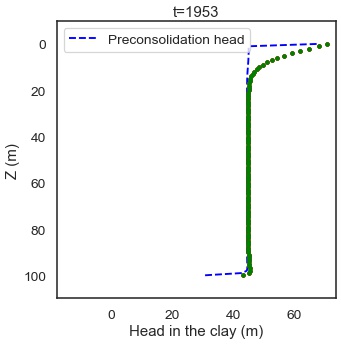 t=1953
Preconsolidation head
0
20
40
60
80
100
Z (m)
0 20 40 60
Head in the clay (m)